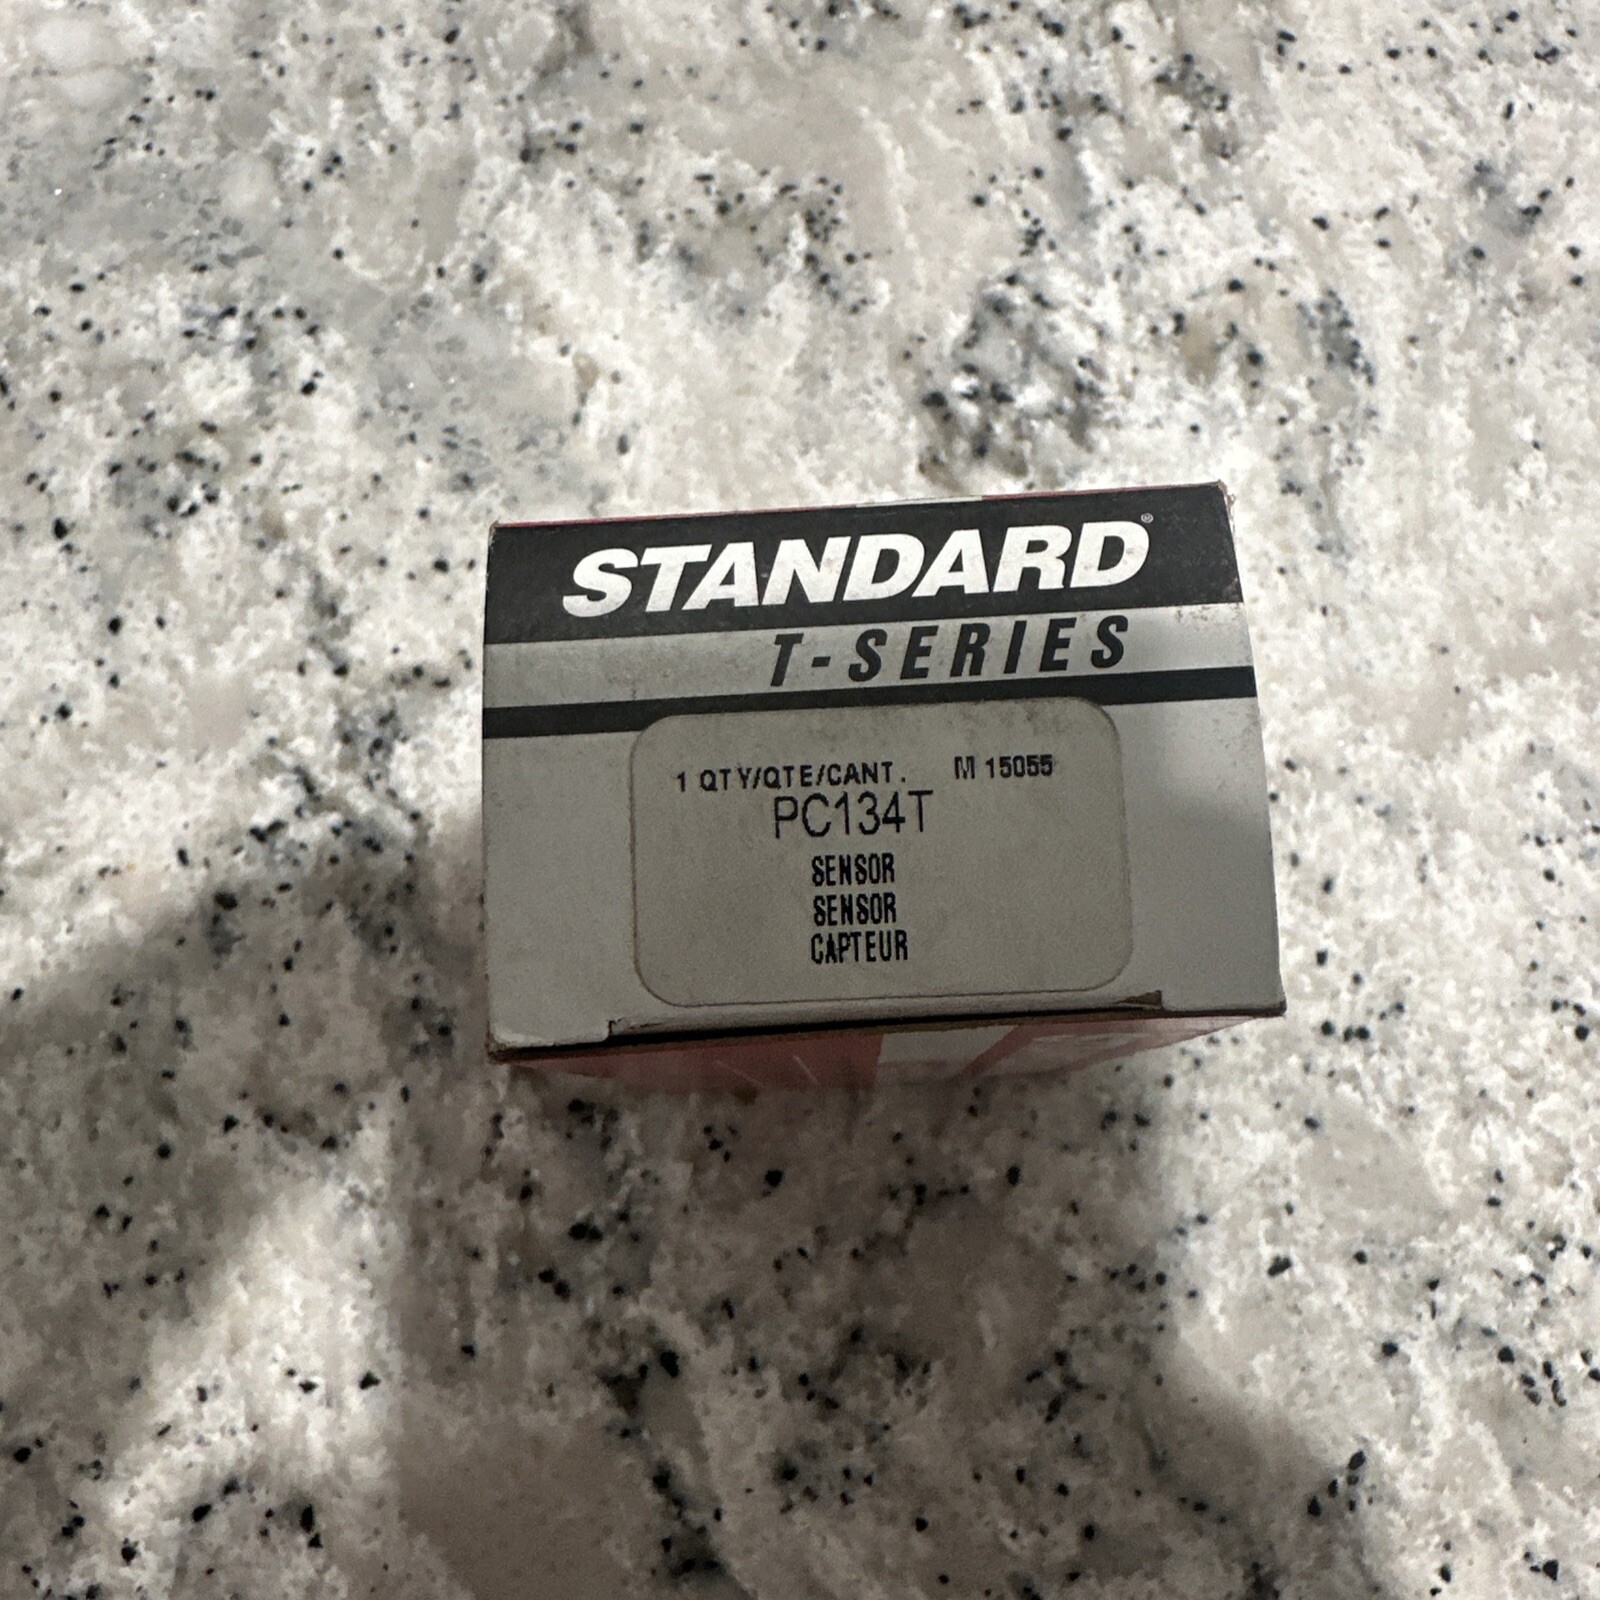 STANDARD®
T-SERIES
1 QTY/QTE/CANT. M 15055
PC134T
SENSOR
SENSOR
CAPTEUR